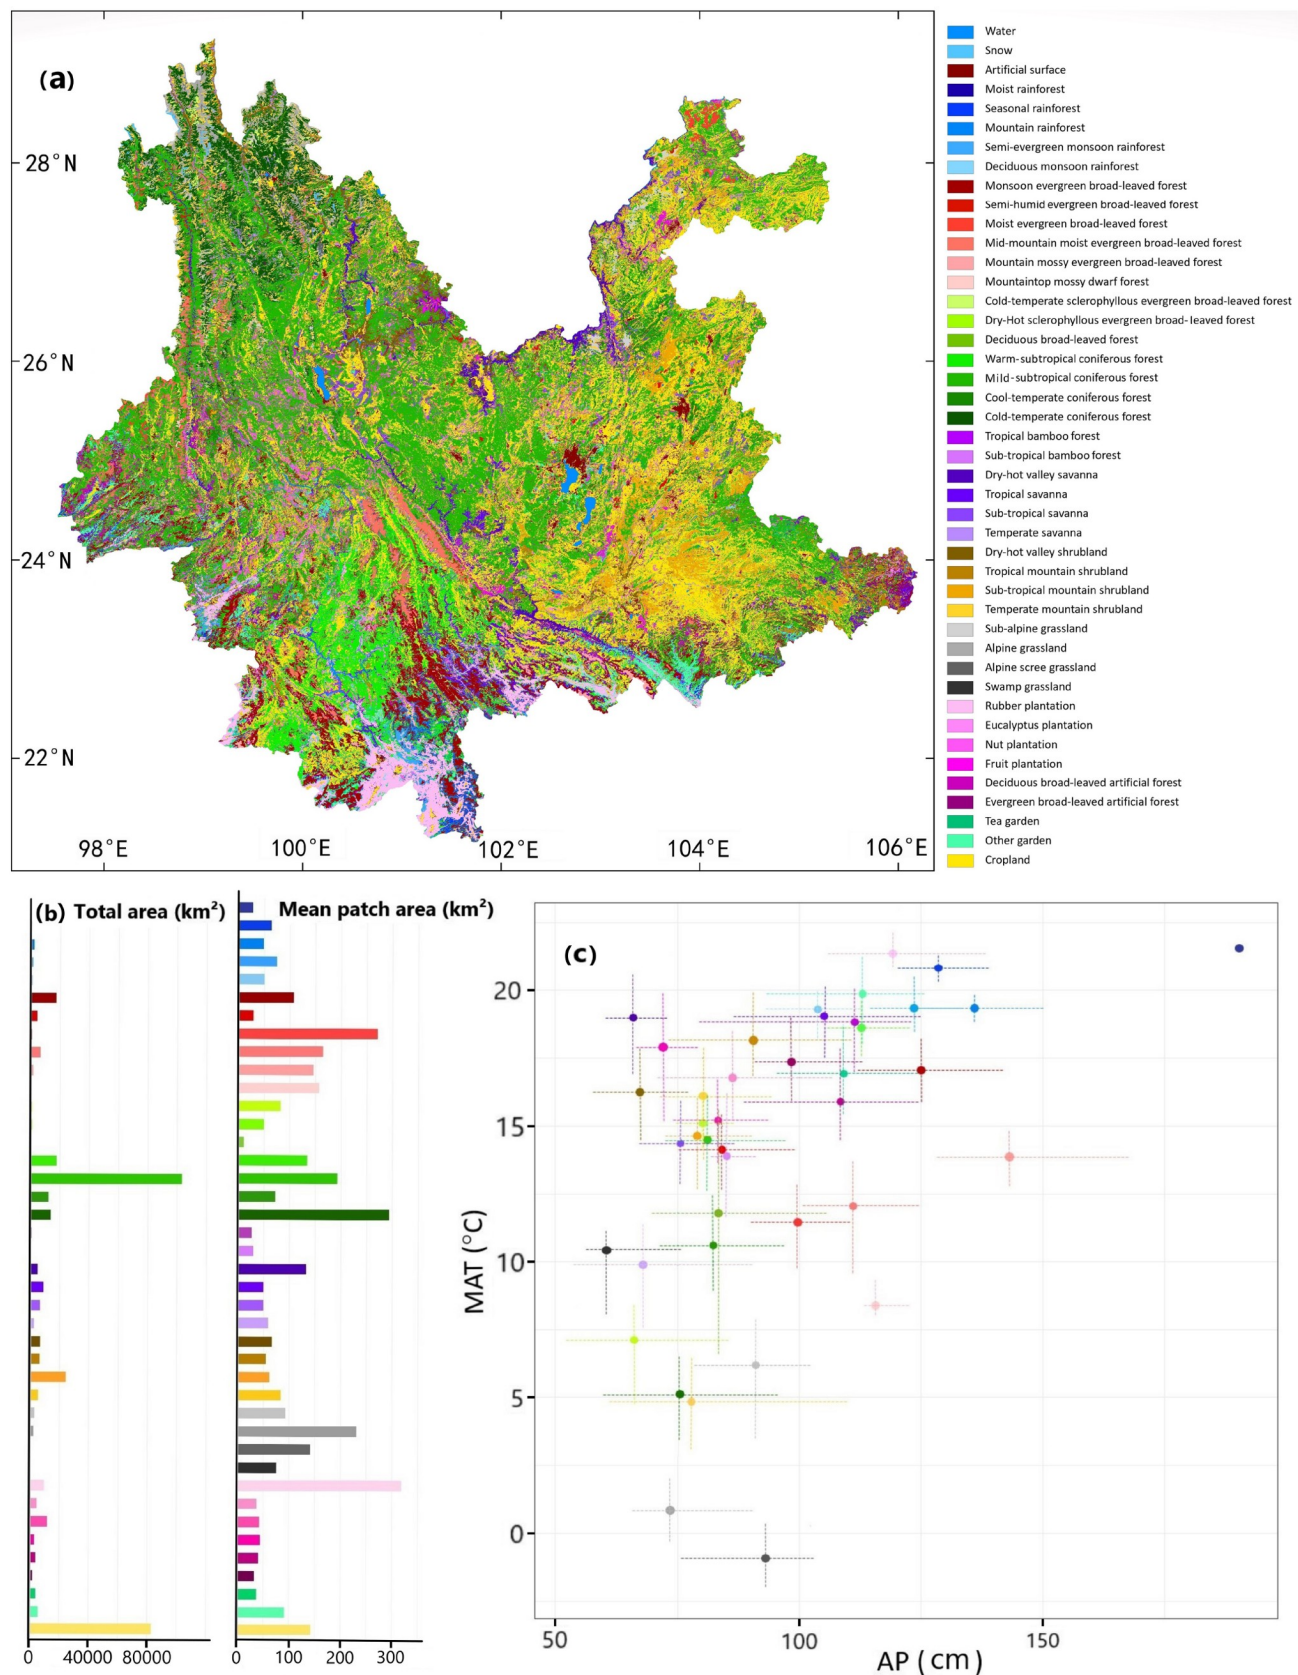 (a)
28°N
26°N
24°N
22°N
98°E
100°E
102°E
104°E
106°E
Water
Snow
Artificial surface
Moist rainforest
Seasonal rainforest
Mountain rainforest
Semi-evergreen monsoon rainforest
Deciduous monsoon rainforest
Monsoon evergreen broad-leaved forest
Semi-humid evergreen broad-leaved forest
Moist evergreen broad-leaved forest
Mid-mountain moist evergreen broad-leaved forest
Mountain mossy evergreen broad-leaved forest
Mountaintop mossy dwarf forest
Cold-temperate sclerophyllous evergreen broad-leaved forest
Dry-Hot sclerophyllous evergreen broad-leaved forest
Deciduous broad-leaved forest
Warm-subtropical coniferous forest
Mild-subtropical coniferous forest
Cool-temperate coniferous forest
Cold-temperate coniferous forest
Tropical bamboo forest
Sub-tropical bamboo forest
Dry-hot valley savanna
Tropical savanna
Sub-tropical savanna
Temperate savanna
Dry-hot valley shrubland
Tropical mountain shrubland
Sub-tropical mountain shrubland
Temperate mountain shrubland
Sub-alpine grassland
Alpine grassland
Alpine scree grassland
Swamp grassland
Rubber plantation
Eucalyptus plantation
Nut plantation
Fruit plantation
Deciduous broad-leaved artificial forest
Evergreen broad-leaved artificial forest
Tea garden
Other garden
Cropland
(b) Total area (km²)
Mean patch area (km²)
0 40000 80000
0 100 200 300
(c)
20
15
10
5
0
MAT (°C)
50 100 150
AP (cm)